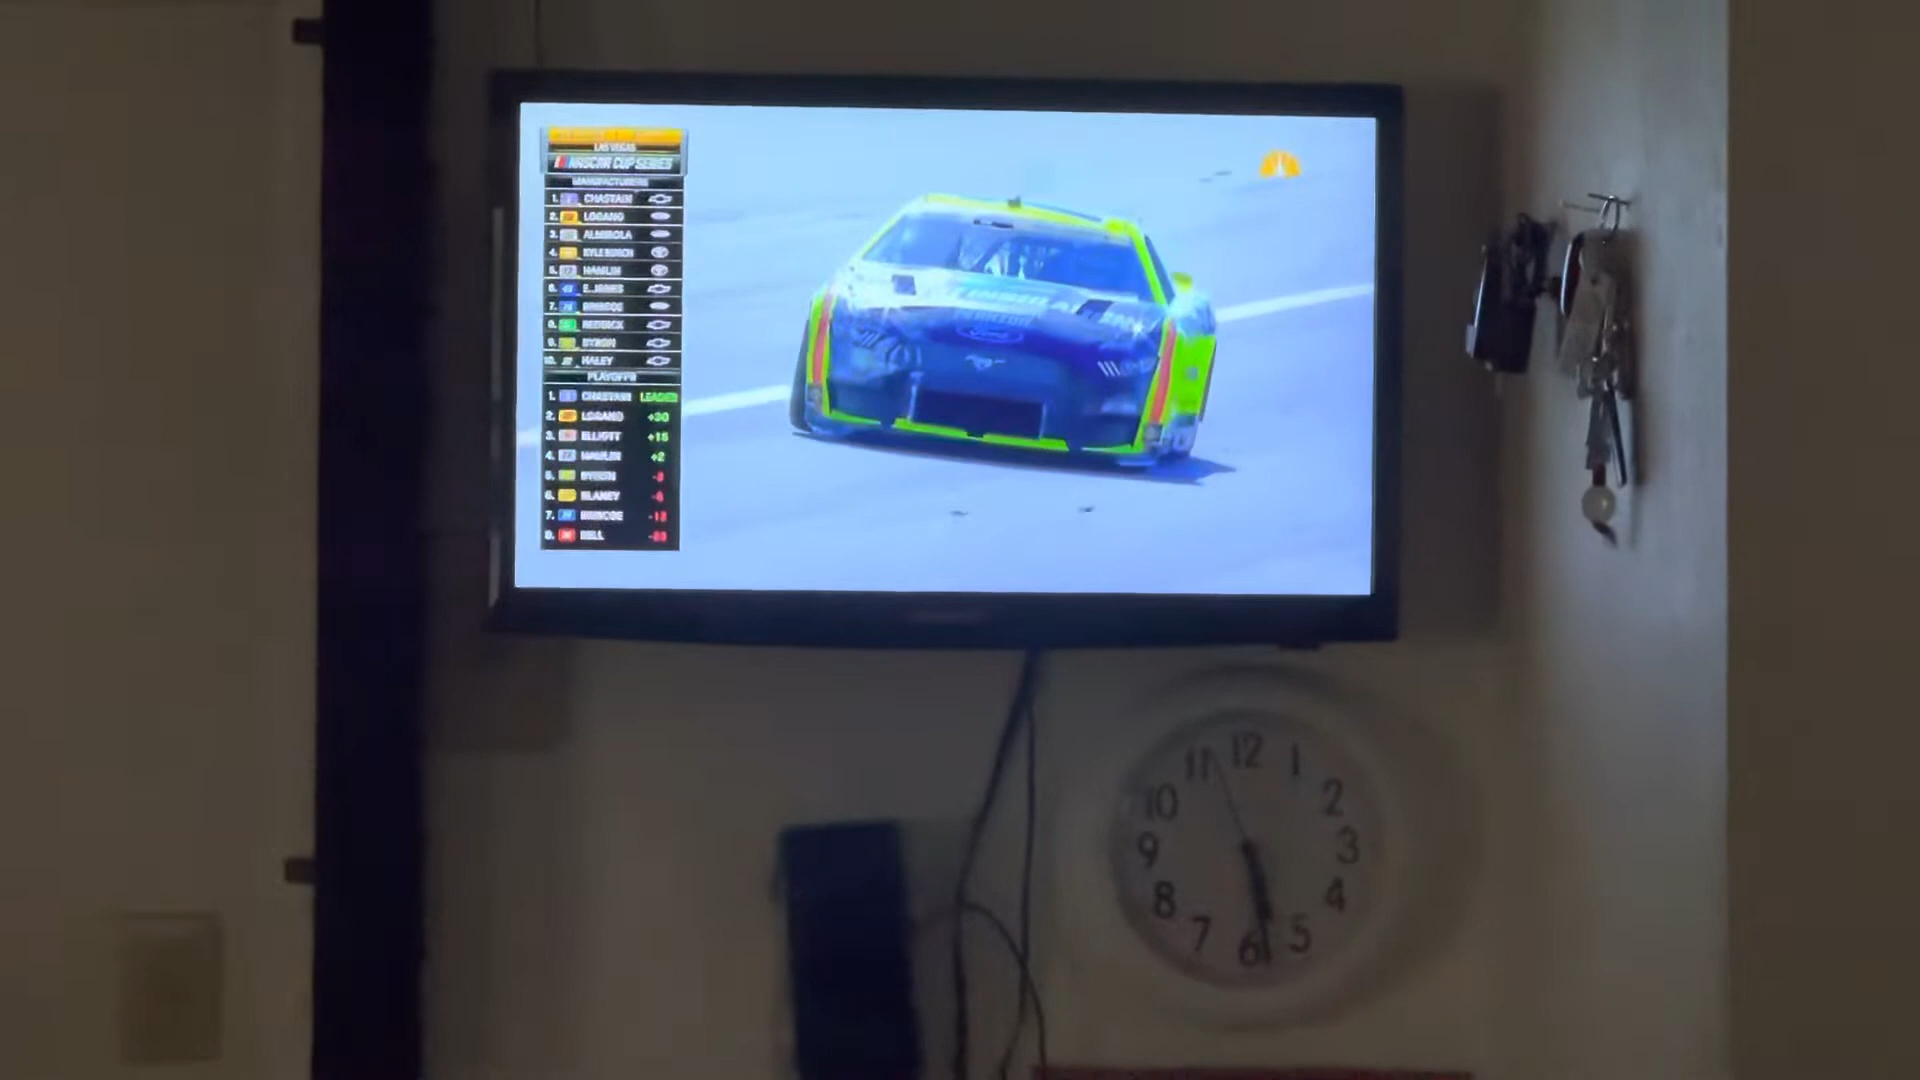 LAS VEGAS
NASCAR CUP SERIES
MANUFACTURERS
1. CHASTAIN
2. LOGANO
3. ALMIROLA
4. KYLE BUSCH
5. HAMLIN
6. E. JONES
7. BRISCOE
8. REDDICK
9. BYRON
10. HALEY
PLAYOFFS
1. CHASTAIN LEADER
2. LOGANO +30
3. ELLIOTT +15
4. HAMLIN +2
5. BYRON
6. BLANEY
7. BRISCOE -12
8. BELL
Ford
12
1
2
3
4
5
6
7
8
9
10
11